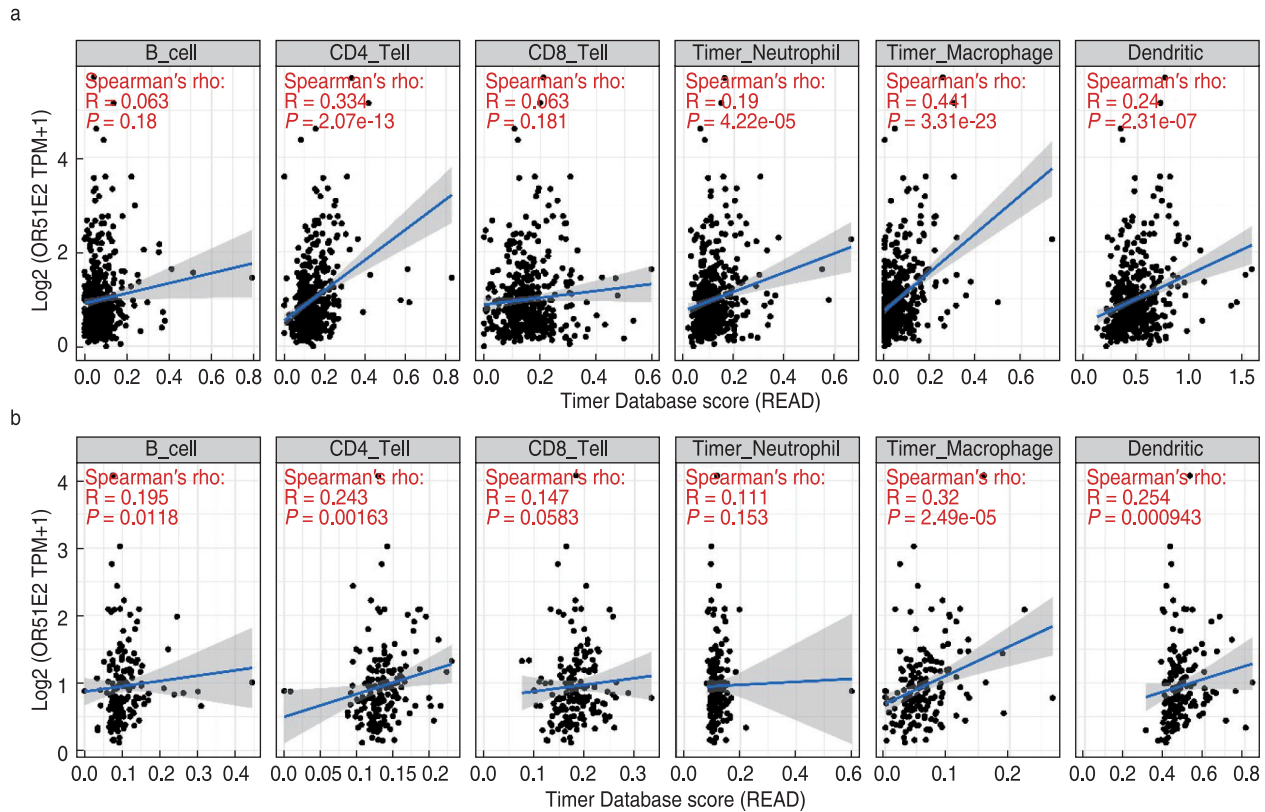 a
B_cell CD4_Tell CD8_Tell Timer_Neutrophil Timer_Macrophage Dendritic
Spearman's rho: Spearman's rho: Spearman's rho: Spearman's rho: Spearman's rho: Spearman's rho:
R = 0.063 R = 0.334 R = 0.063 R = 0.19 R = 0.441 R = 0.24
P = 0.18 P = 2.07e-13 P = 0.181 P = 4.22e-05 P = 3.31e-23 P = 2.31e-07
Log2 (OR51E2 TPM+1)
4
2
0
0.0 0.2 0.4 0.6 0.8 0.0 0.2 0.4 0.6 0.8 0.0 0.2 0.4 0.6 0.0 0.2 0.4 0.6 0.0 0.2 0.4 0.6 0.0 0.5 1.0 1.5
Timer Database score (READ)
b
B_cell CD4_Tell CD8_Tell Timer_Neutrophil Timer_Macrophage Dendritic
Spearman's rho: Spearman's rho: Spearman's rho: Spearman's rho: Spearman's rho: Spearman's rho:
R = 0.195 R = 0.243 R = 0.147 R = 0.111 R = 0.32 R = 0.254
P = 0.0118 P = 0.00163 P = 0.0583 P = 0.153 P = 2.49e-05 P = 0.000943
Log2 (OR51E2 TPM+1)
4
3
2
1
0
0.0 0.1 0.2 0.3 0.4 0.0 0.05 0.1 0.15 0.2 0.0 0.1 0.2 0.3 0.0 0.2 0.4 0.6 0.0 0.1 0.2 0.0 0.2 0.4 0.6 0.8
Timer Database score (READ)